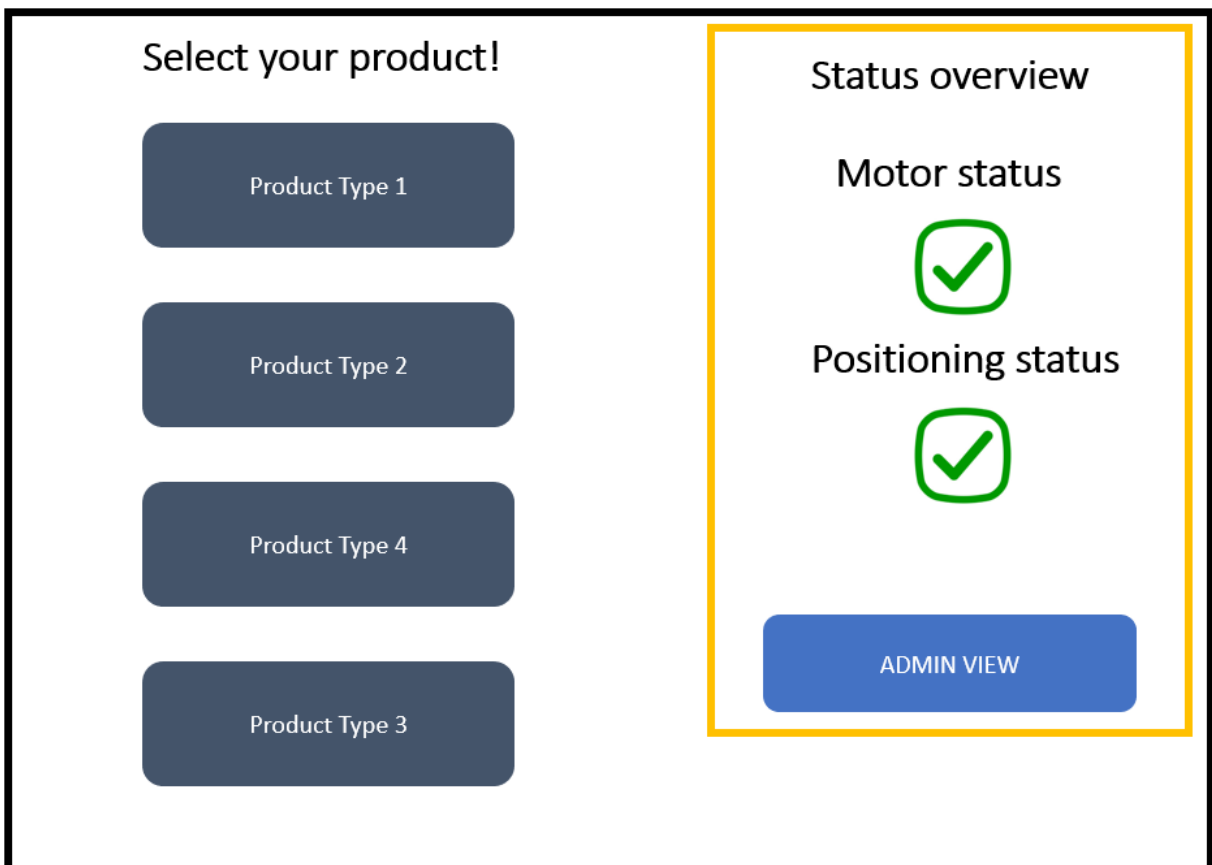 Select your product!
Product Type 1
Product Type 2
Product Type 4
Product Type 3
Status overview
Motor status
Positioning status
ADMIN VIEW